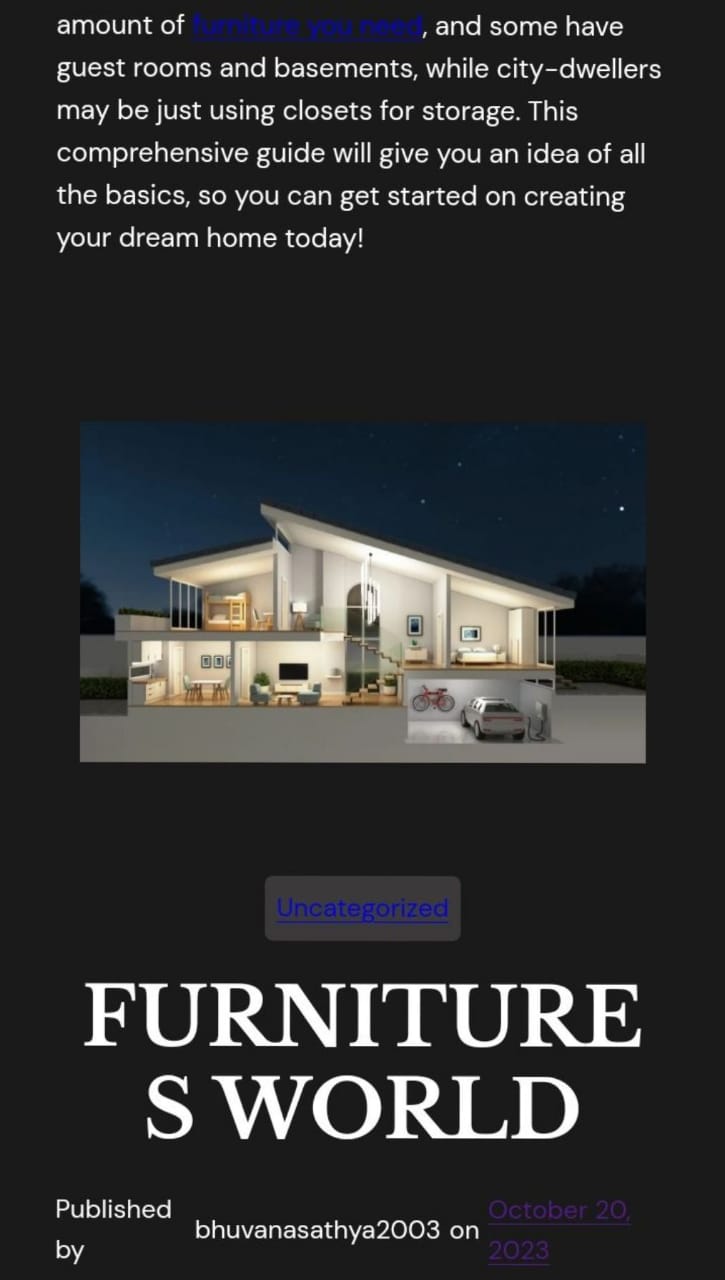 amount of furniture you need, and some have
guest rooms and basements, while city-dwellers
may be just using closets for storage. This
comprehensive guide will give you an idea of all
the basics, so you can get started on creating
your dream home today!
Uncategorized
FURNITURE
S WORLD
Published
by
bhuvanasathya2003 on
October 20,
2023